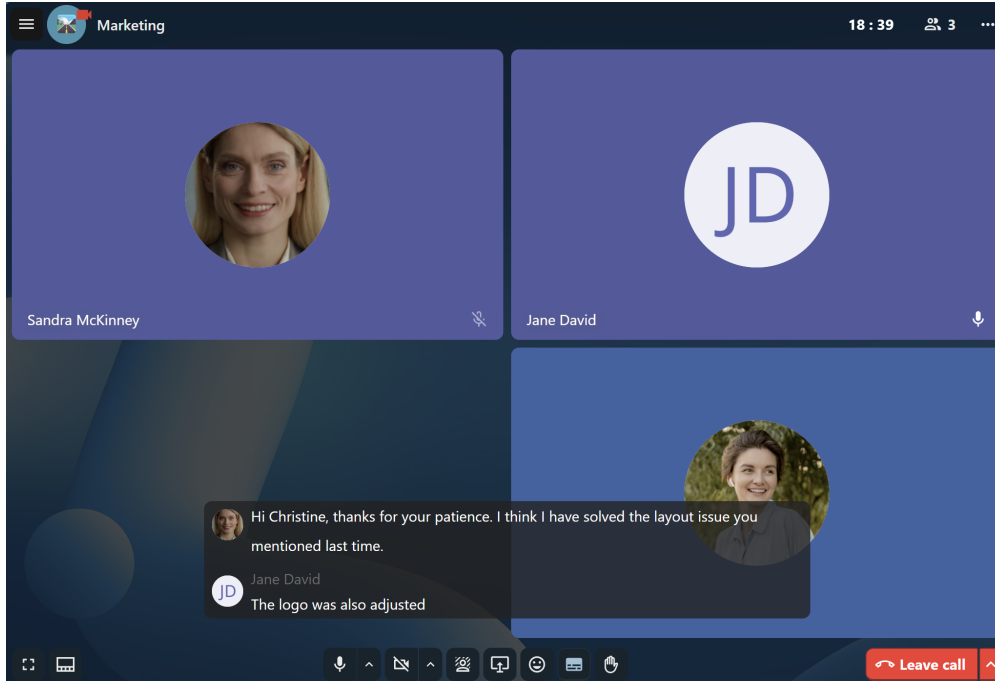 Marketing
18 : 39
3
JD
Sandra McKinney
Jane David
Hi Christine, thanks for your patience. I think I have solved the layout issue you
mentioned last time.
Jane David
JD
The logo was also adjusted
Leave call